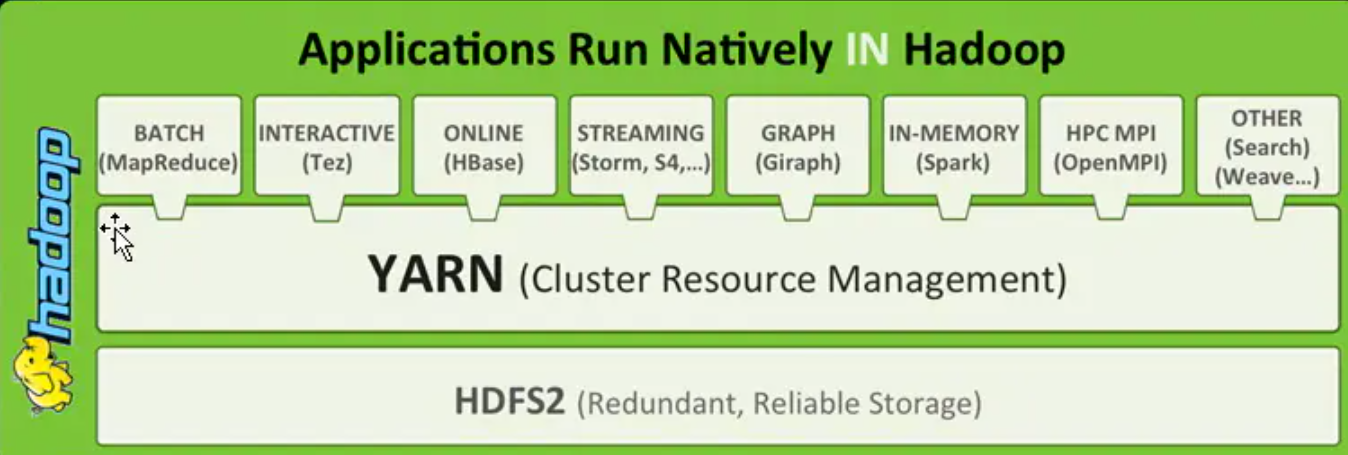 Applications Run Natively IN Hadoop
hadoop
BATCH
(MapReduce)
INTERACTIVE
(Tez)
ONLINE
(HBase)
STREAMING
(Storm, S4,...)
GRAPH
(Giraph)
IN-MEMORY
(Spark)
HPC MPI
(OpenMPI)
OTHER
(Search)
(Weave...)
YARN (Cluster Resource Management)
HDFS2 (Redundant, Reliable Storage)